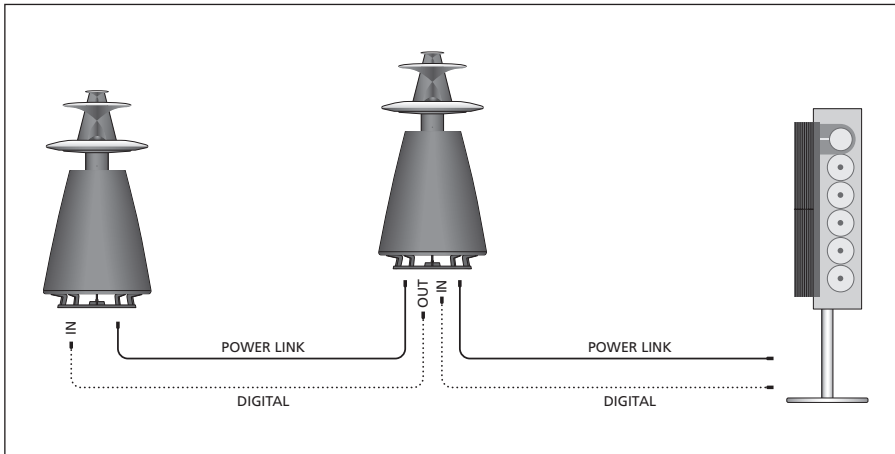 OUT
IN
IN
POWER LINK
POWER LINK
DIGITAL
DIGITAL